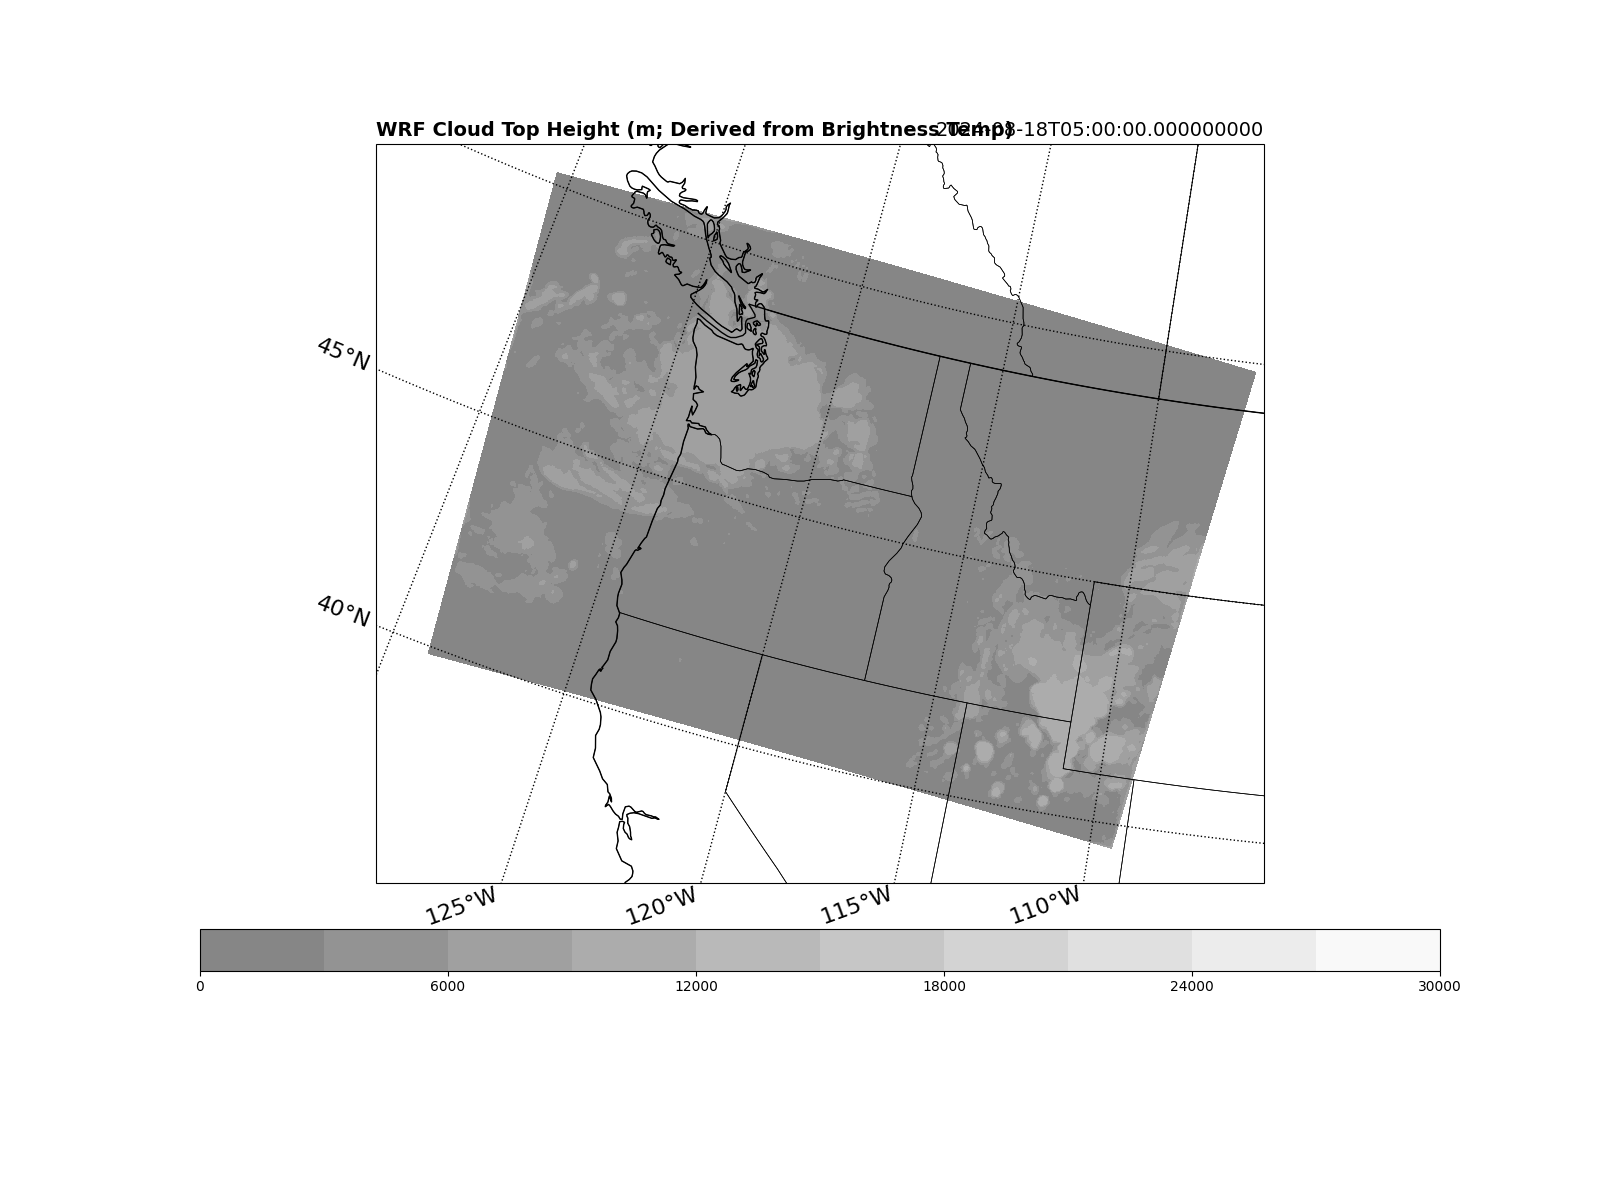 WRF Cloud Top Height (m; Derived from Brightness Temp) 2024-08-18T05:00:00.000000000
45°N
40°N
125°W 120°W 115°W 110°W
0 6000 12000 18000 24000 30000